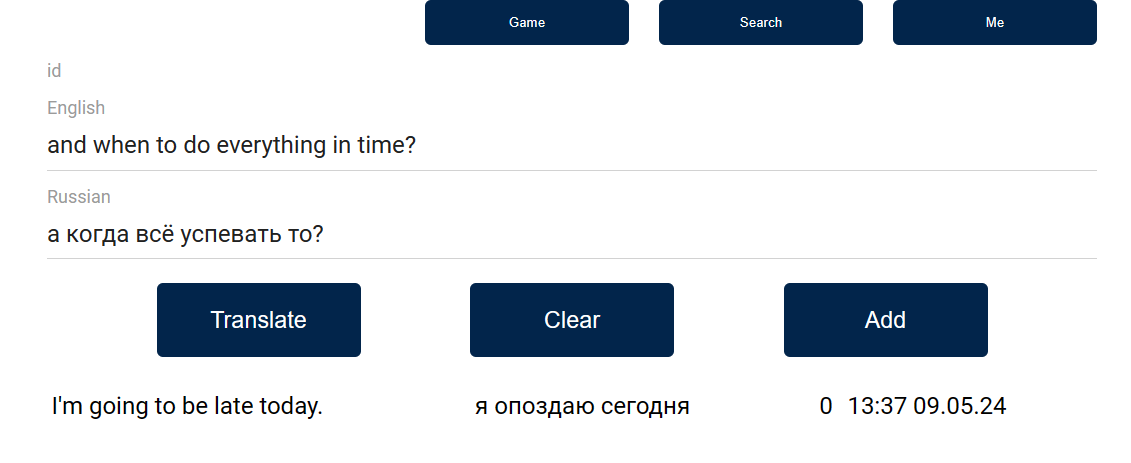 Game Search Me
id
English
and when to do everything in time?
Russian
а когда всё успевать то?
Translate Clear Add
I'm going to be late today. я опоздаю сегодня 0 13:37 09.05.24